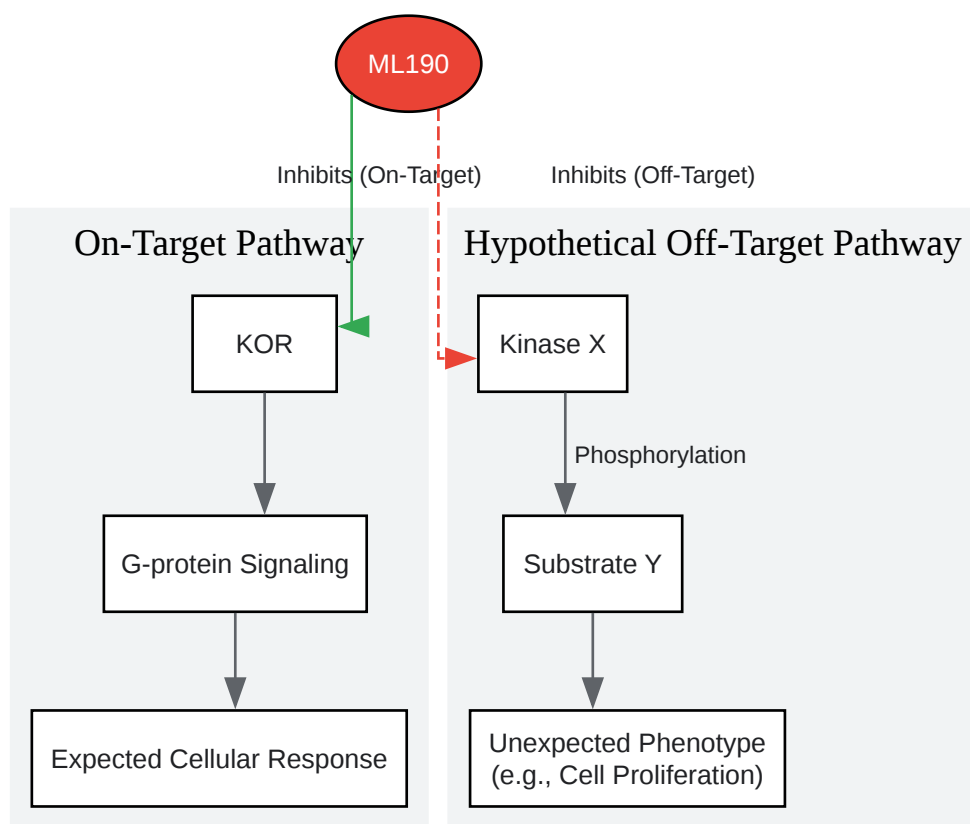 ML190
Inhibits (On-Target)
Inhibits (Off-Target)
On-Target Pathway
Hypothetical Off-Target Pathway
KOR
Kinase X
Phosphorylation
G-protein Signaling
Substrate Y
Expected Cellular Response
Unexpected Phenotype
(e.g., Cell Proliferation)